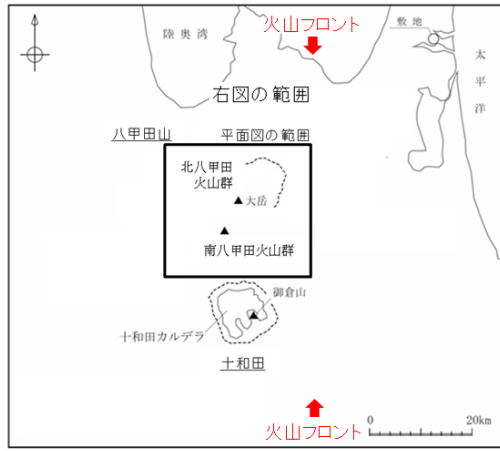 火山フロント
陸奥湾
敷地
太平洋
右図の範囲
八甲田山
平面図の範囲
北八甲田
火山群
大岳
南八甲田火山群
御倉山
十和田カルデラ
十和田
火山フロント
0
20km